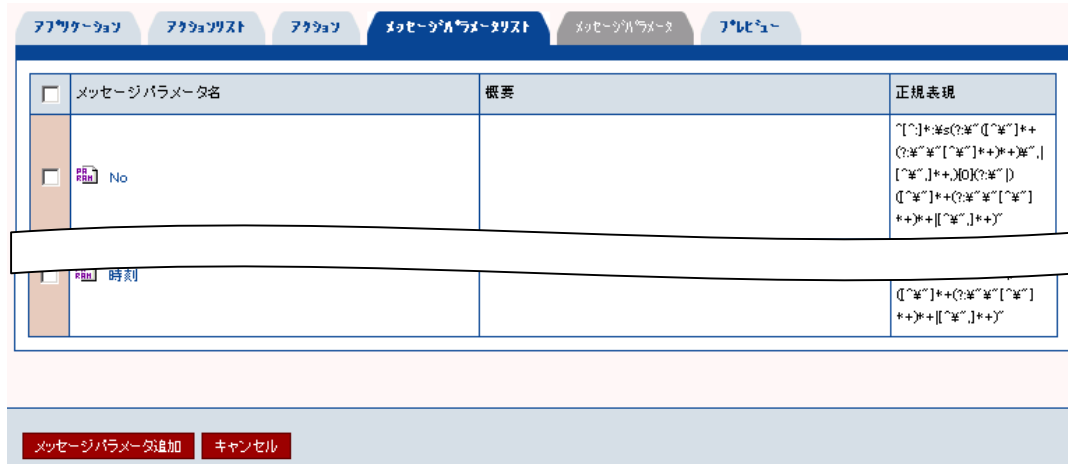 アプリケーション アクションリスト アクション メッセージパラメータリスト メッセージパラメータ プレビュー
メッセージパラメータ名 概要 正規表現
PARAM No
^[^:]*:¥s(?:¥"([^¥"]*+
(?:¥"¥"[^¥"]*+)*+)¥",|
[^¥",]*+,){0}(?:¥"|)
([^¥"]*+(?:¥"¥"[^¥"]
*+)*+|[^¥",]*+)"
時刻
([^¥"]*+(?:¥"¥"[^¥"]
*+)*+|[^¥",]*+)"
メッセージパラメータ追加 キャンセル